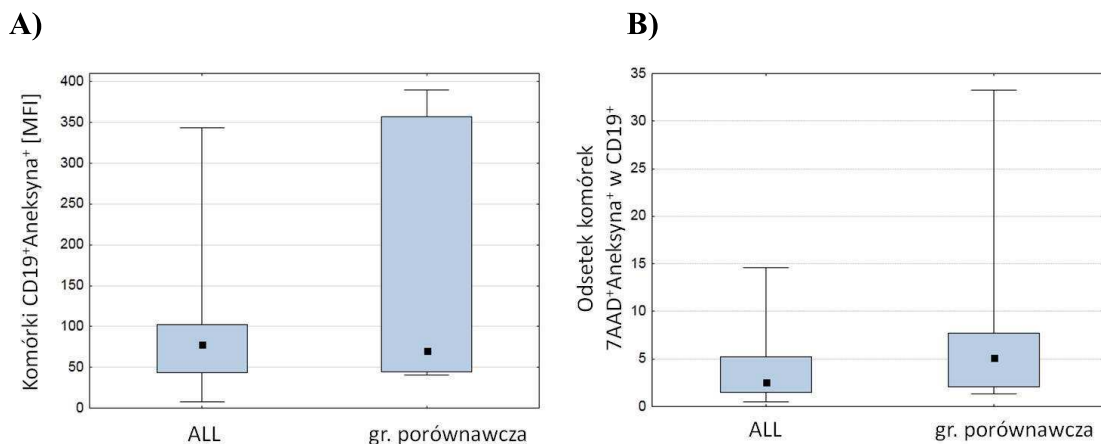 A)
Komórki CD19⁺Aneksyna⁺ [MFI]
400
350
300
250
200
150
100
50
0
ALL
gr. porównawcza
B)
Odsetek komórek
7AAD⁺Aneksyna⁺ w CD19⁺
35
30
25
20
15
10
5
0
ALL
gr. porównawcza